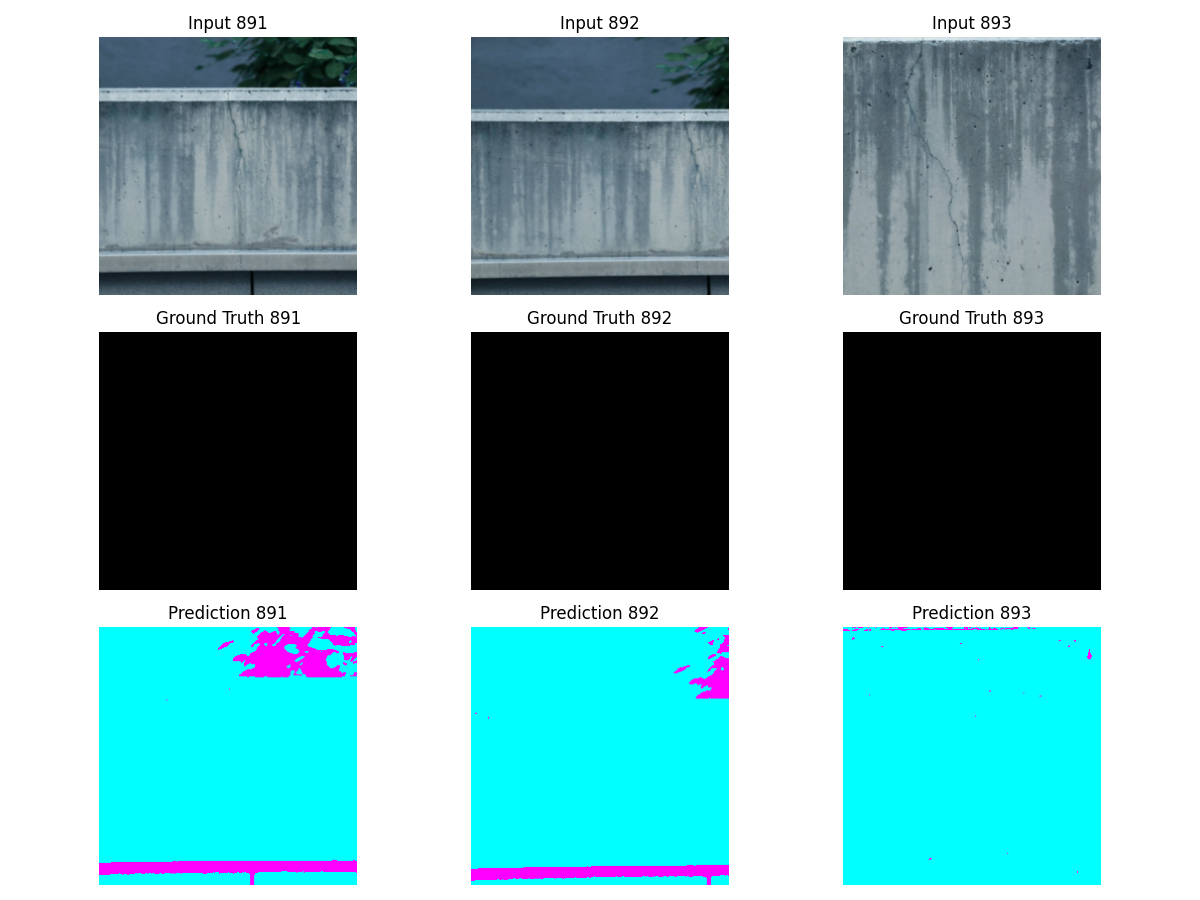 Input 891
Input 892
Input 893
Ground Truth 891
Ground Truth 892
Ground Truth 893
Prediction 891
Prediction 892
Prediction 893